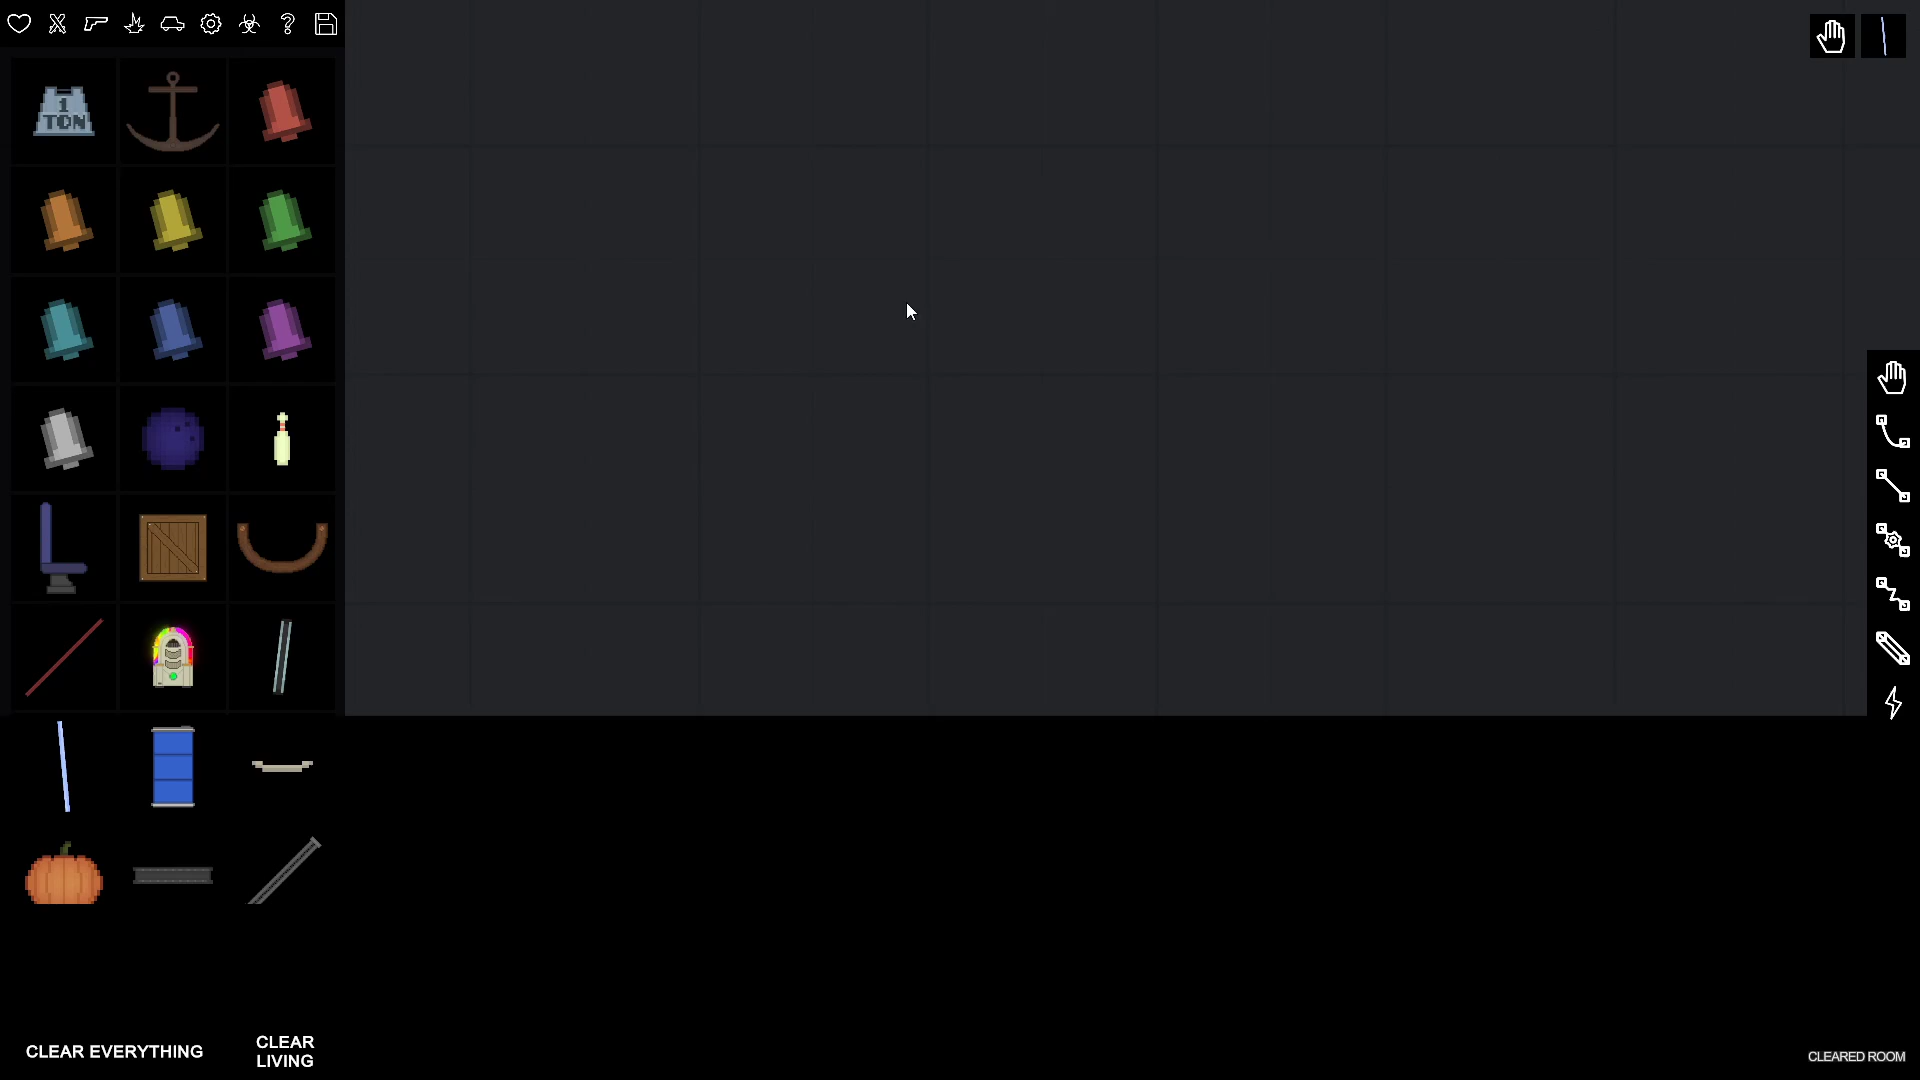 1
TON
CLEAR EVERYTHING
CLEAR
LIVING
CLEARED ROOM